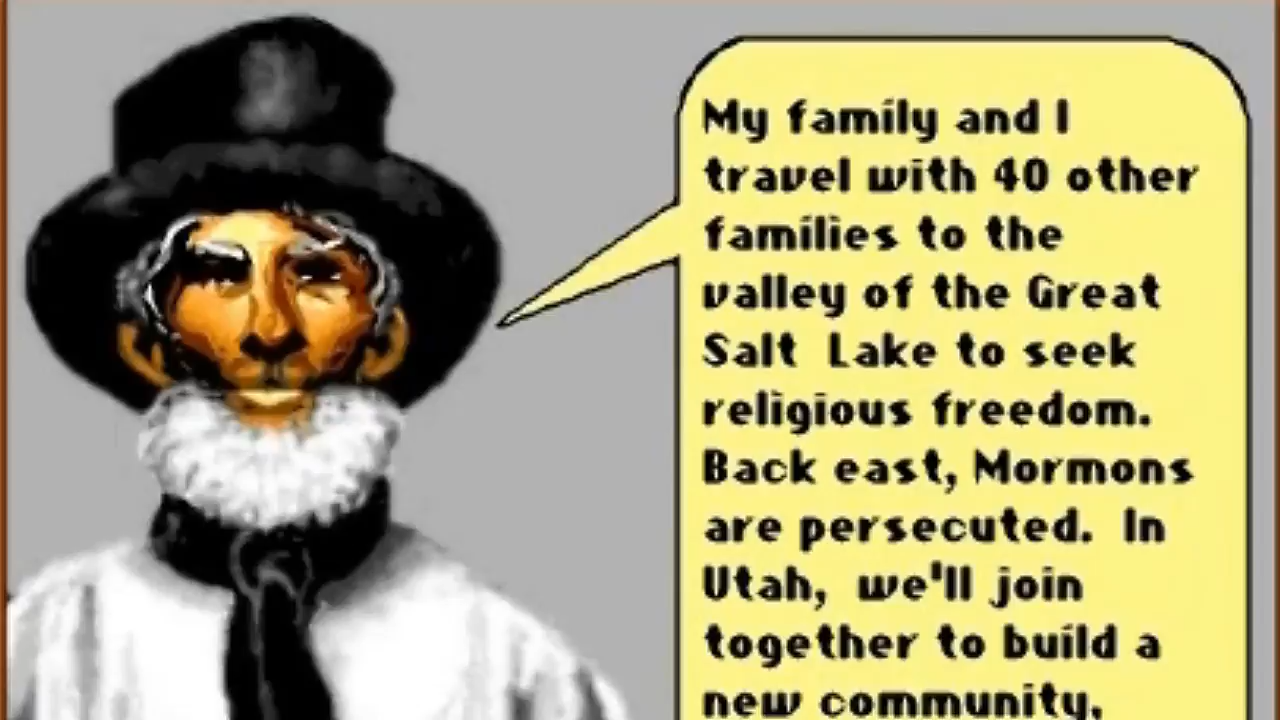 My family and I
travel with 40 other
families to the
valley of the Great
Salt Lake to seek
religious freedom.
Back east, Mormons
are persecuted. In
Utah, we'll join
together to build a
new community,